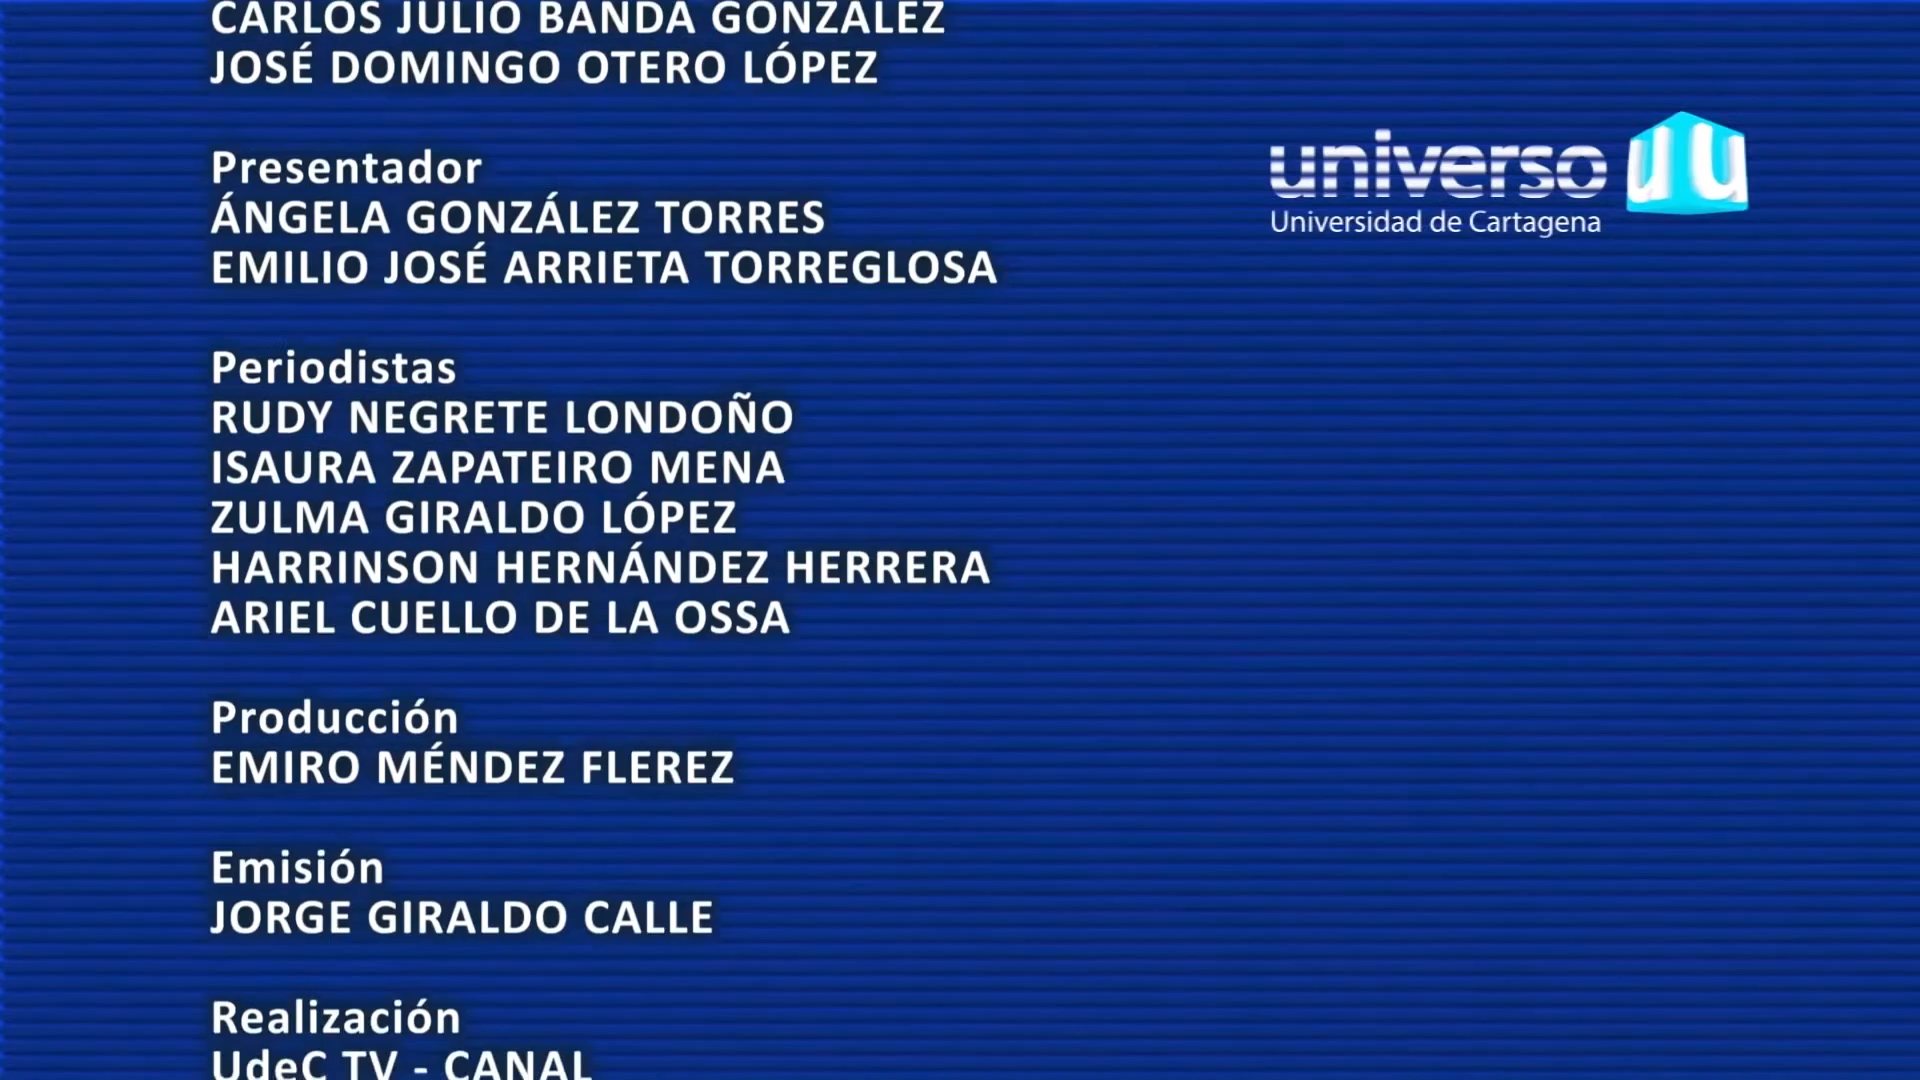 CARLOS JULIO BANDA GONZÁLEZ
JOSÉ DOMINGO OTERO LÓPEZ
Presentador
ÁNGELA GONZÁLEZ TORRES
EMILIO JOSÉ ARRIETA TORREGLOSA
Periodistas
RUDY NEGRETE LONDOÑO
ISAURA ZAPATEIRO MENA
ZULMA GIRALDO LÓPEZ
HARRINSON HERNÁNDEZ HERRERA
ARIEL CUELLO DE LA OSSA
Producción
EMIRO MÉNDEZ FLEREZ
Emisión
JORGE GIRALDO CALLE
Realización
UdeC TV - CANAL
universo
Universidad de Cartagena